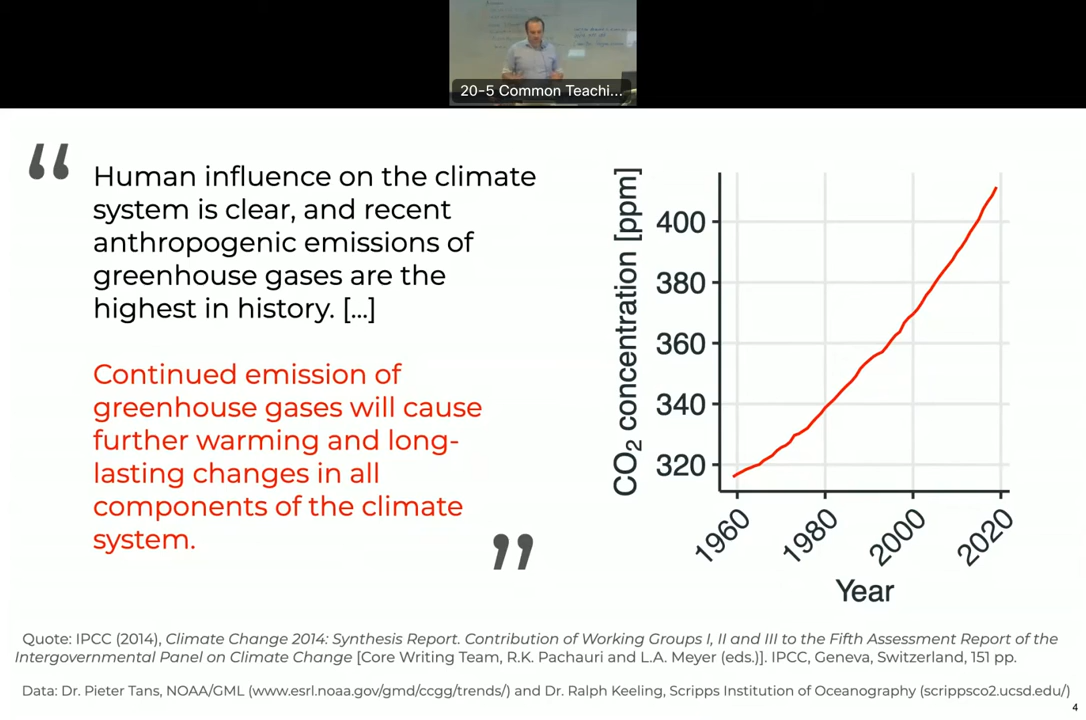 20-5 Common Teachi...
“
Human influence on the climate
system is clear, and recent
anthropogenic emissions of
greenhouse gases are the
highest in history. [...]
Continued emission of
greenhouse gases will cause
further warming and long-
lasting changes in all
components of the climate
system.
”
CO₂ concentration [ppm]
400
380
360
340
320
1960
1980
2000
2020
Year
Quote: IPCC (2014), Climate Change 2014: Synthesis Report. Contribution of Working Groups I, II and III to the Fifth Assessment Report of the
Intergovernmental Panel on Climate Change [Core Writing Team, R.K. Pachauri and L.A. Meyer (eds.)]. IPCC, Geneva, Switzerland, 151 pp.
Data: Dr. Pieter Tans, NOAA/GML (www.esrl.noaa.gov/gmd/ccgg/trends/) and Dr. Ralph Keeling, Scripps Institution of Oceanography (scrippsco2.ucsd.edu/)
4